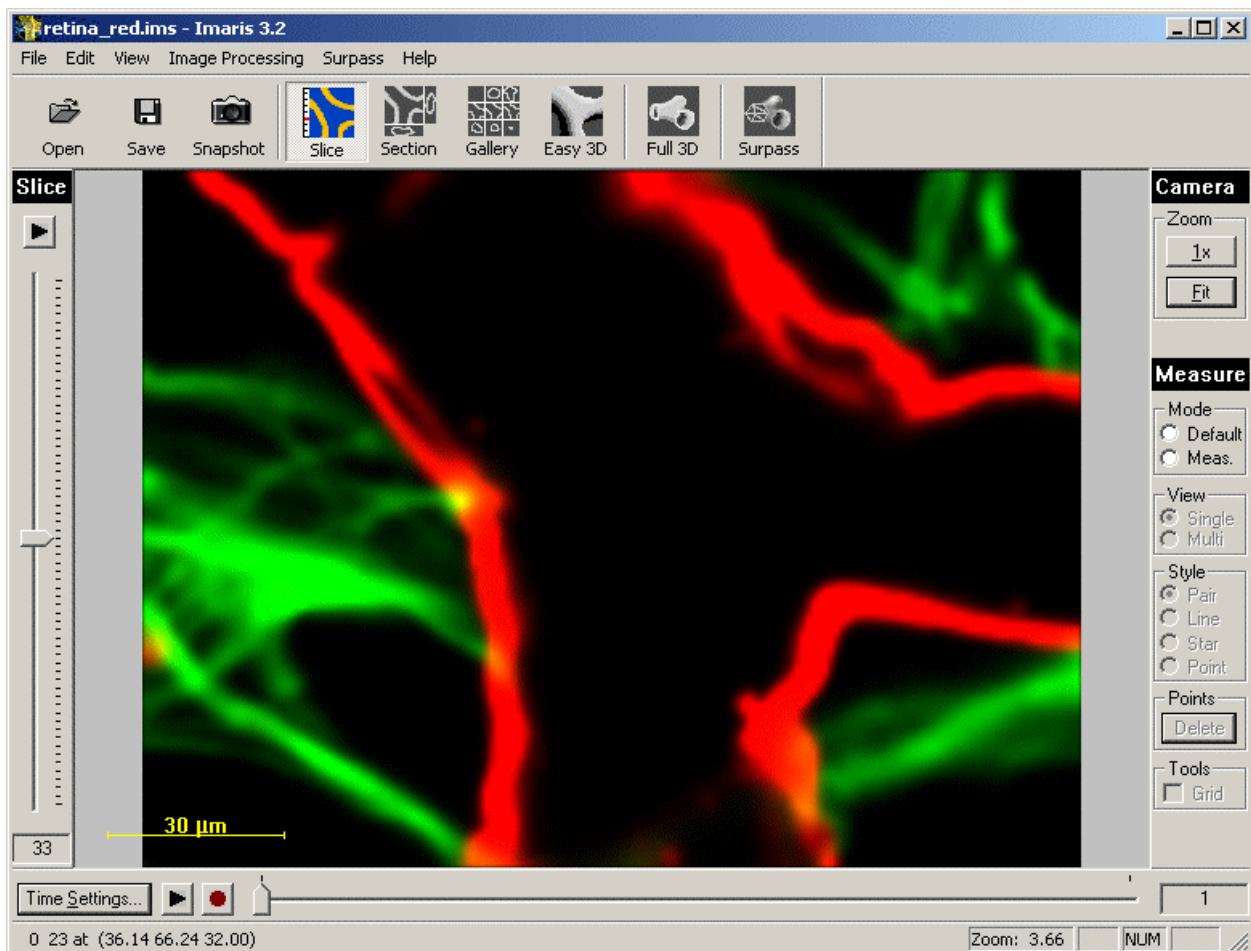 retina_red.ims - Imaris 3.2
File Edit View Image Processing Surpass Help
Open Save Snapshot Slice Section Gallery Easy 3D Full 3D Surpass
Slice
33
30 µm
Camera
Zoom
1x
Fit
Measure
Mode
Default
Meas.
View
Single
Multi
Style
Pair
Line
Star
Point
Points
Delete
Tools
Grid
Time Settings... 1
0 23 at (36.14 66.24 32.00) Zoom: 3.66 NUM